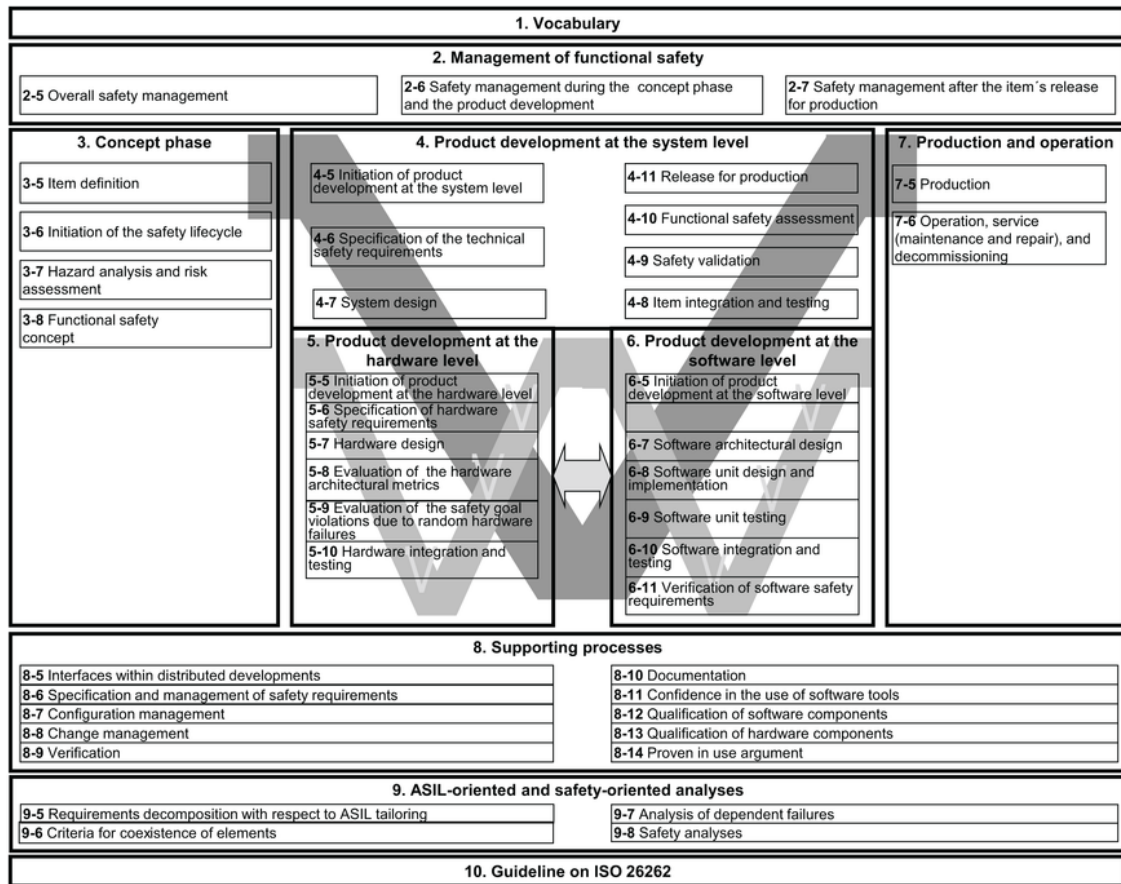 1. Vocabulary
2. Management of functional safety
2-5 Overall safety management
2-6 Safety management during the concept phase
and the product development
2-7 Safety management after the item´s release
for production
3. Concept phase
3-5 Item definition
3-6 Initiation of the safety lifecycle
3-7 Hazard analysis and risk
assessment
3-8 Functional safety
concept
4. Product development at the system level
4-5 Initiation of product
development at the system level
4-6 Specification of the technical
safety requirements
4-7 System design
4-11 Release for production
4-10 Functional safety assessment
4-9 Safety validation
4-8 Item integration and testing
7. Production and operation
7-5 Production
7-6 Operation, service
(maintenance and repair), and
decommissioning
5. Product development at the
hardware level
5-5 Initiation of product
development at the hardware level
5-6 Specification of hardware
safety requirements
5-7 Hardware design
5-8 Evaluation of the hardware
architectural metrics
5-9 Evaluation of the safety goal
violations due to random hardware
failures
5-10 Hardware integration and
testing
6. Product development at the
software level
6-5 Initiation of product
development at the software level
6-7 Software architectural design
6-8 Software unit design and
implementation
6-9 Software unit testing
6-10 Software integration and
testing
6-11 Verification of software safety
requirements
8. Supporting processes
8-5 Interfaces within distributed developments
8-6 Specification and management of safety requirements
8-7 Configuration management
8-8 Change management
8-9 Verification
8-10 Documentation
8-11 Confidence in the use of software tools
8-12 Qualification of software components
8-13 Qualification of hardware components
8-14 Proven in use argument
9. ASIL-oriented and safety-oriented analyses
9-5 Requirements decomposition with respect to ASIL tailoring
9-6 Criteria for coexistence of elements
9-7 Analysis of dependent failures
9-8 Safety analyses
10. Guideline on ISO 26262